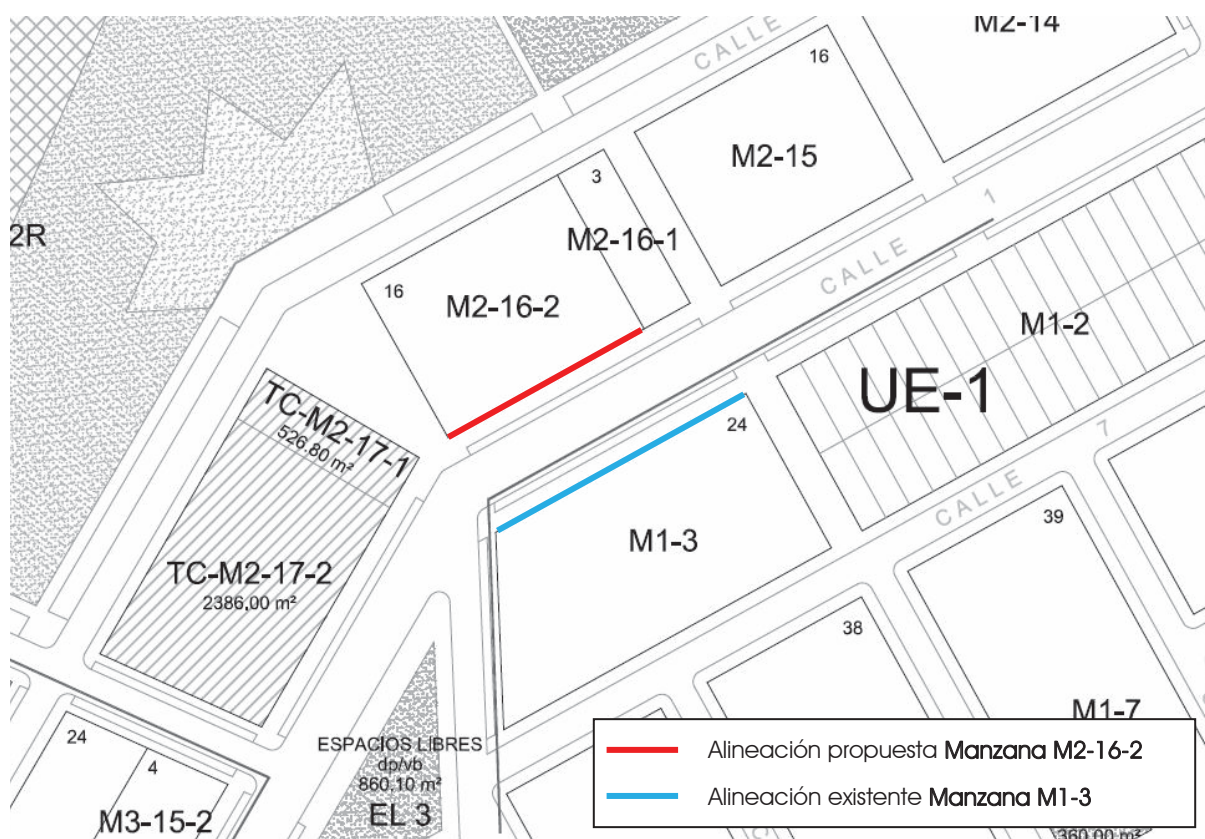 M2-14
CALLE
16
M2-15
3
M2-16-1
1
CALLE
2R
16
M2-16-2
M1-2
UE-1
TC-M2-17-1
526.80 m²
24
7
CALLE
M1-3
39
TC-M2-17-2
2386,00 m²
38
M1-7
ESPACIOS LIBRES
dp/vb
860.10 m²
EL 3
24
4
M3-15-2
Alineación propuesta Manzana M2-16-2
Alineación existente Manzana M1-3
360.00 m²